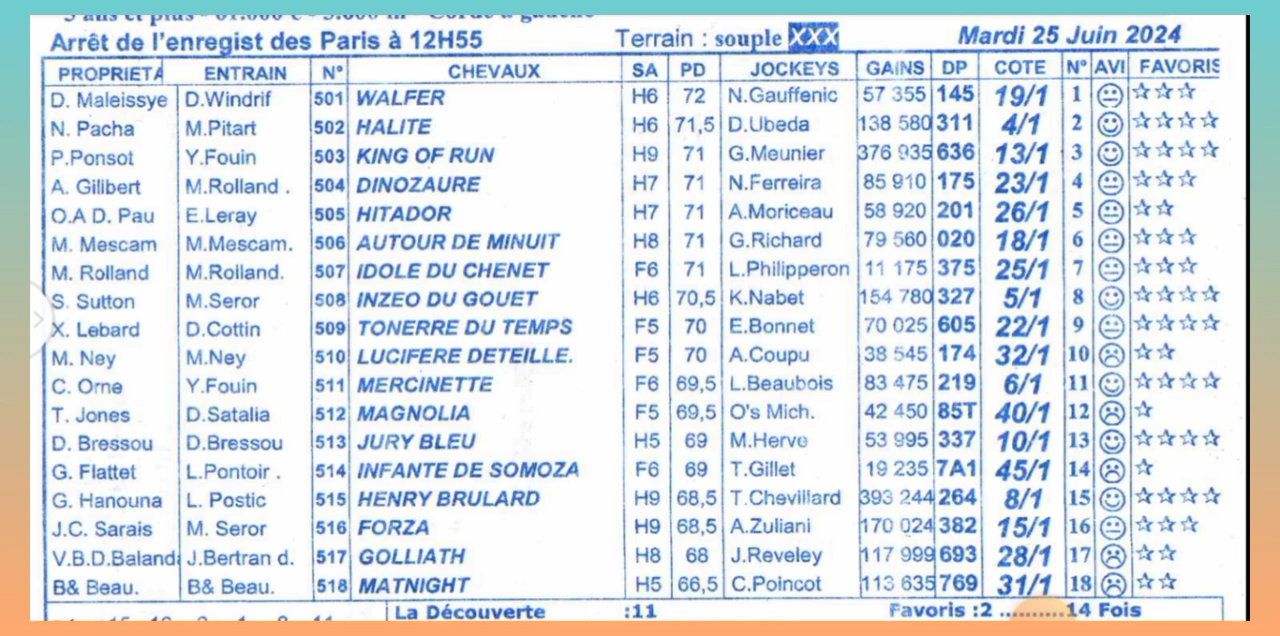 5 ans et plus - 61.000 € - 3.600 m - Corde à gauche
Arrêt de l'enregist des Paris à 12H55 Terrain : souple XXX Mardi 25 Juin 2024
PROPRIETA ENTRAIN N° CHEVAUX SA PD JOCKEYS GAINS DP COTE N° AVI FAVORIS
D. Maleissye D.Windrif 501 WALFER H6 72 N.Gauffenic 57 355 145 19/1 1 ☆☆☆
N. Pacha M.Pitart 502 HALITE H6 71,5 D.Ubeda 138 580 311 4/1 2 ☆☆☆☆
P.Ponsot Y.Fouin 503 KING OF RUN H9 71 G.Meunier 376 935 636 13/1 3 ☆☆☆☆
A. Gilibert M.Rolland . 504 DINOZAURE H7 71 N.Ferreira 85 910 175 23/1 4 ☆☆☆
O.A D. Pau E.Leray 505 HITADOR H7 71 A.Moriceau 58 920 201 26/1 5 ☆☆
M. Mescam M.Mescam. 506 AUTOUR DE MINUIT H8 71 G.Richard 79 560 020 18/1 6 ☆☆☆
M. Rolland M.Rolland. 507 IDOLE DU CHENET F6 71 L.Philipperon 11 175 375 25/1 7 ☆☆☆
S. Sutton M.Seror 508 INZEO DU GOUET H6 70,5 K.Nabet 154 780 327 5/1 8 ☆☆☆☆
X. Lebard D.Cottin 509 TONERRE DU TEMPS F5 70 E.Bonnet 70 025 605 22/1 9 ☆☆☆☆
M. Ney M.Ney 510 LUCIFERE DETEILLE. F5 70 A.Coupu 38 545 174 32/1 10 ☆☆
C. Orne Y.Fouin 511 MERCINETTE F6 69,5 L.Beaubois 83 475 219 6/1 11 ☆☆☆☆
T. Jones D.Satalia 512 MAGNOLIA F5 69,5 O's Mich. 42 450 85T 40/1 12 ☆
D. Bressou D.Bressou 513 JURY BLEU H5 69 M.Herve 53 995 337 10/1 13 ☆☆☆☆
G. Flattet L.Pontoir . 514 INFANTE DE SOMOZA F6 69 T.Gillet 19 235 7A1 45/1 14 ☆
G. Hanouna L. Postic 515 HENRY BRULARD H9 68,5 T.Chevillard 393 244 264 8/1 15 ☆☆☆☆
J.C. Sarais M. Seror 516 FORZA H9 68,5 A.Zuliani 170 024 382 15/1 16 ☆☆☆
V.B.D.Baland J.Bertran d. 517 GOLLIATH H8 68 J.Reveley 117 999 693 28/1 17 ☆☆
B& Beau. B& Beau. 518 MATNIGHT H5 66,5 C.Poincot 113 635 769 31/1 18 ☆☆
La Découverte :11 Favoris :2 ..........14 Fois